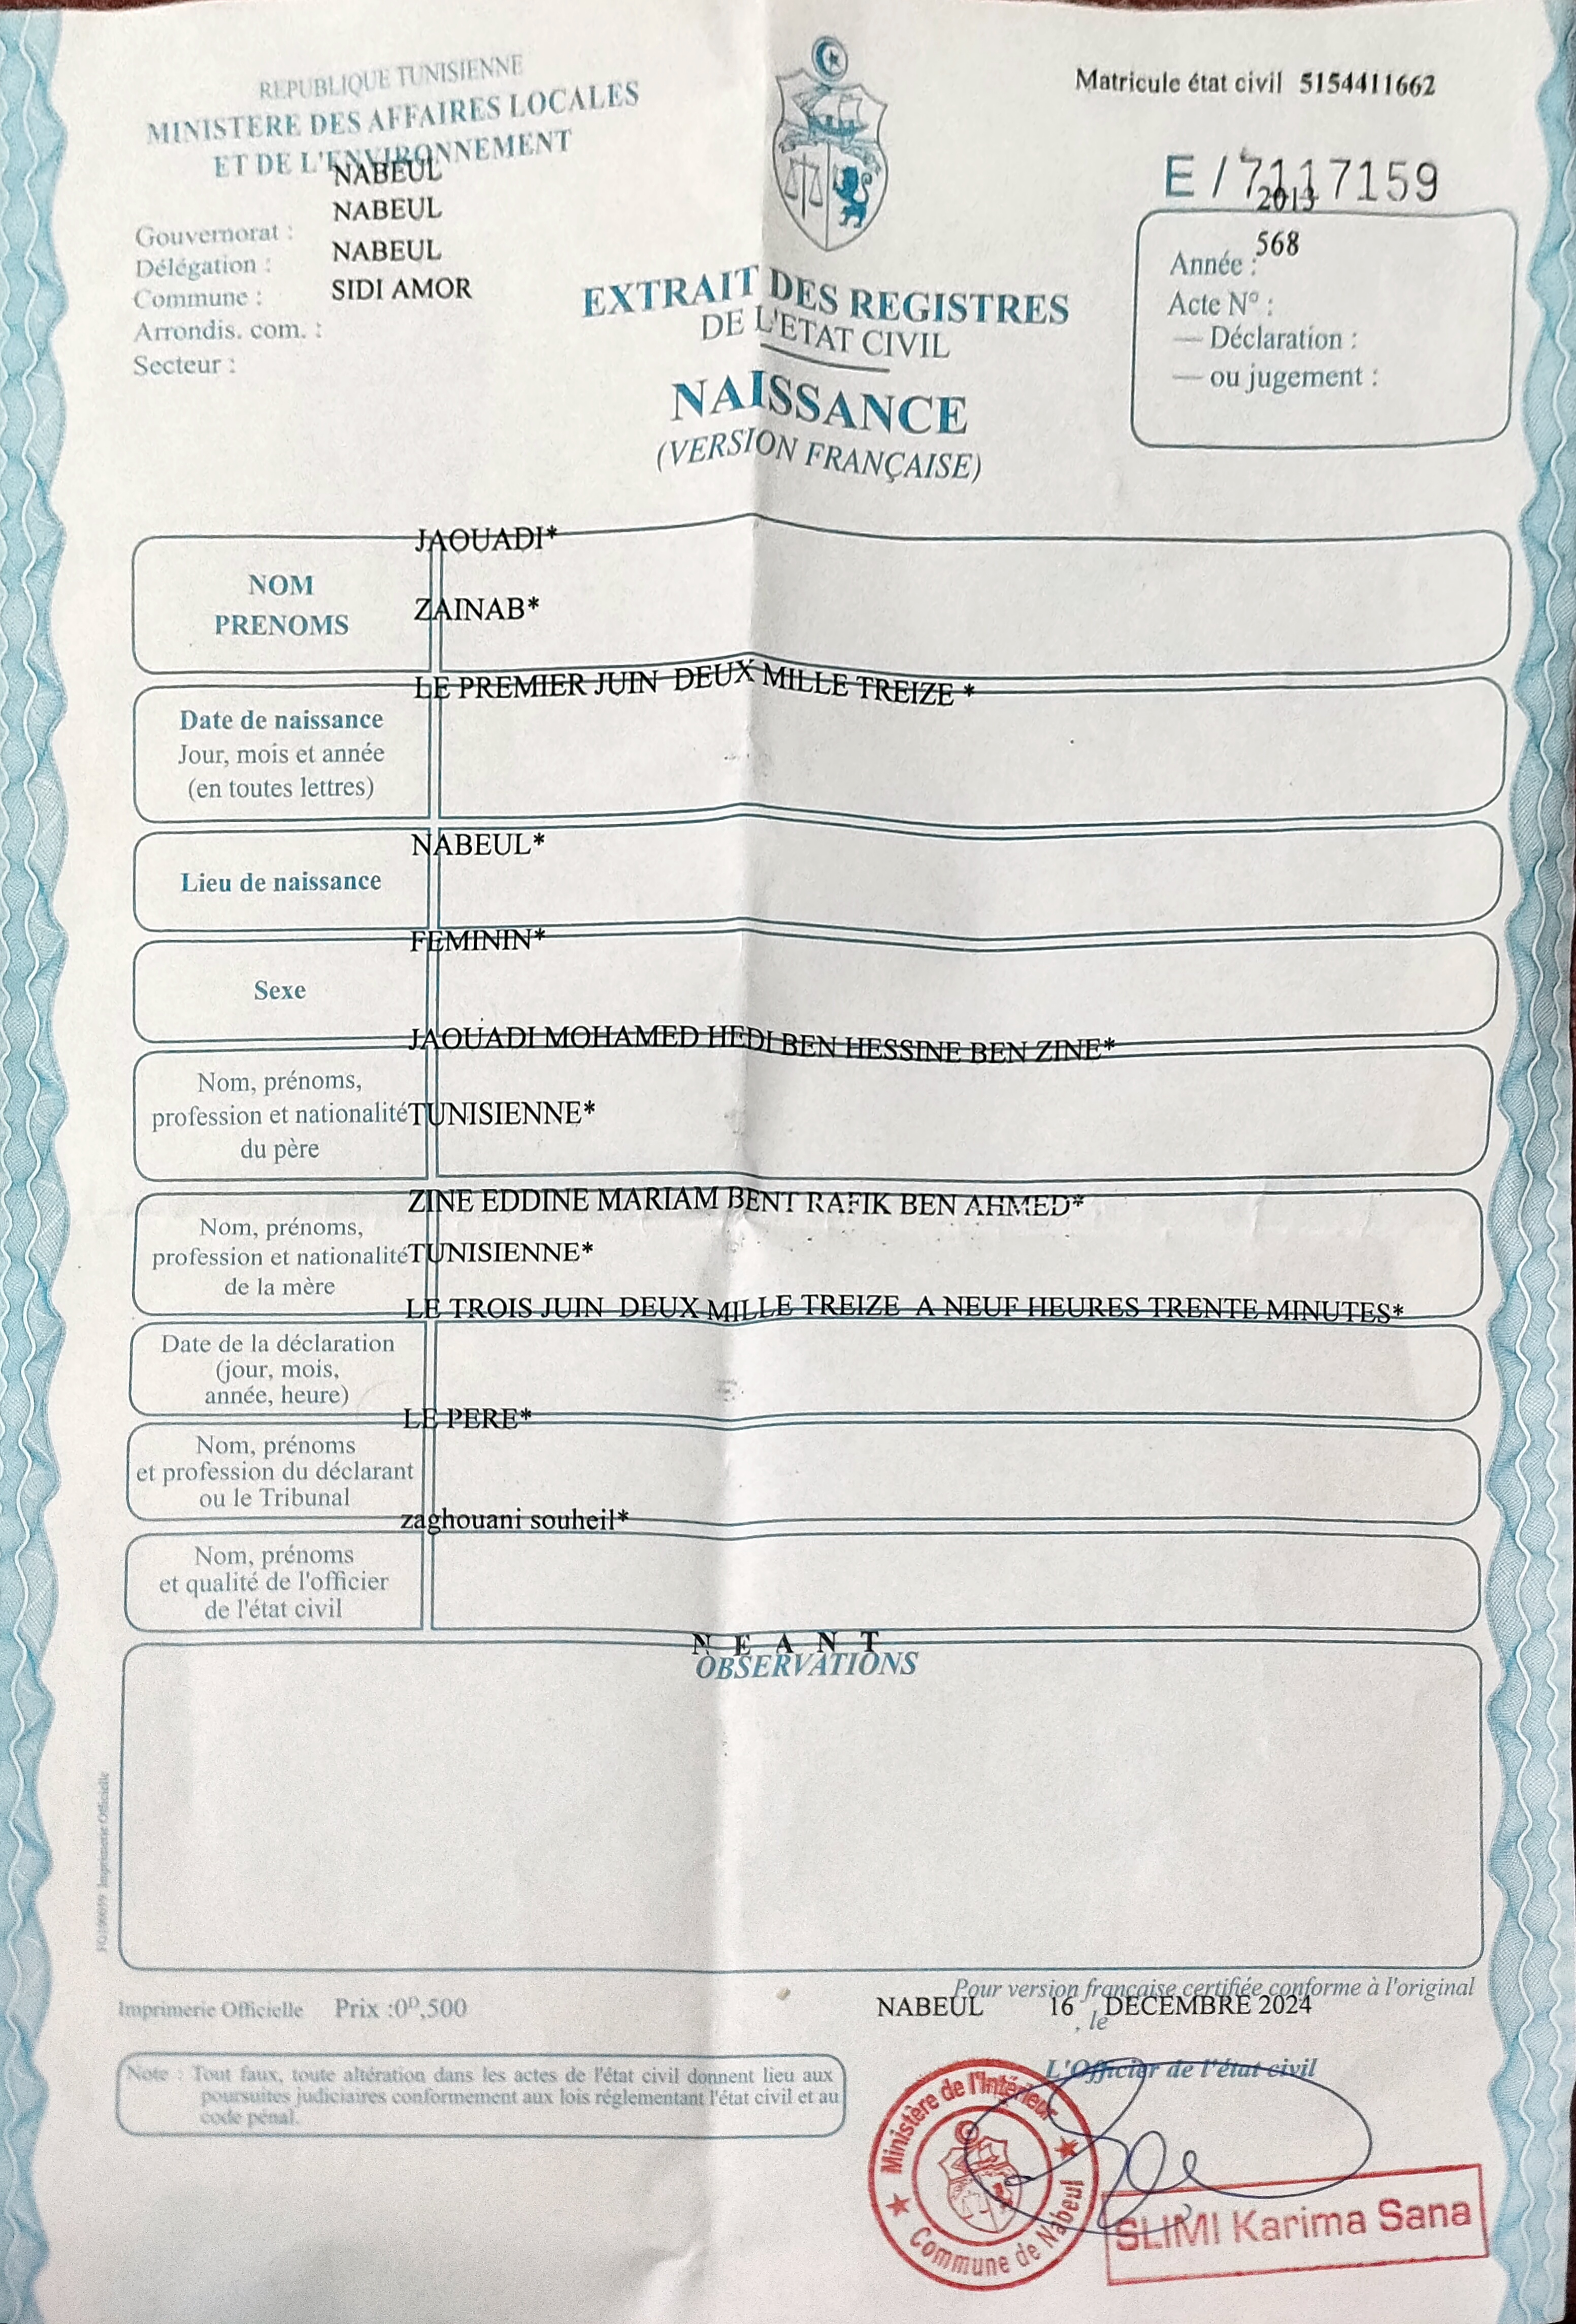 REPUBLIQUE TUNISIENNE
MINISTERE DES AFFAIRES LOCALES
ET DE L'ENVIRONNEMENT
NABEUL
NABEUL
Gouvernorat :
NABEUL
Délégation :
SIDI AMOR
Commune :
Arrondis. com. :
Secteur :
EXTRAIT DES REGISTRES
DE L'ETAT CIVIL
NAISSANCE
(VERSION FRANÇAISE)
Matricule état civil 5154411662
E / 7117159
2013
568
Année :
Acte N° :
— Déclaration :
— ou jugement :
JAOUADI*
NOM
ZAINAB*
PRENOMS
LE PREMIER JUIN DEUX MILLE TREIZE *
Date de naissance
Jour, mois et année
(en toutes lettres)
NABEUL*
Lieu de naissance
FEMININ*
Sexe
JAOUADI MOHAMED HEDI BEN HESSINE BEN ZINE*
Nom, prénoms,
profession et nationalité TUNISIENNE*
du père
ZINE EDDINE MARIAM BENT RAFIK BEN AHMED*
Nom, prénoms,
profession et nationalité TUNISIENNE*
de la mère
LE TROIS JUIN DEUX MILLE TREIZE A NEUF HEURES TRENTE MINUTES*
Date de la déclaration
(jour, mois,
année, heure)
LE PERE*
Nom, prénoms
et profession du déclarant
ou le Tribunal
zaghouani souheil*
Nom, prénoms
et qualité de l'officier
de l'état civil
N E A N T
OBSERVATIONS
Imprimerie Officielle
Imprimerie Officielle Prix :0ᴰ,500
Pour version française certifiée conforme à l'original
NABEUL 16 DECEMBRE 2024
, le
Note : Tout faux, toute altération dans les actes de l'état civil donnent lieu aux
poursuites judiciaires conformement aux lois réglementant l'état civil et au
code pénal.
L'Officier de l'état civil
Ministère de l'Intérieur
Commune de Nabeul
SLIMI Karima Sana